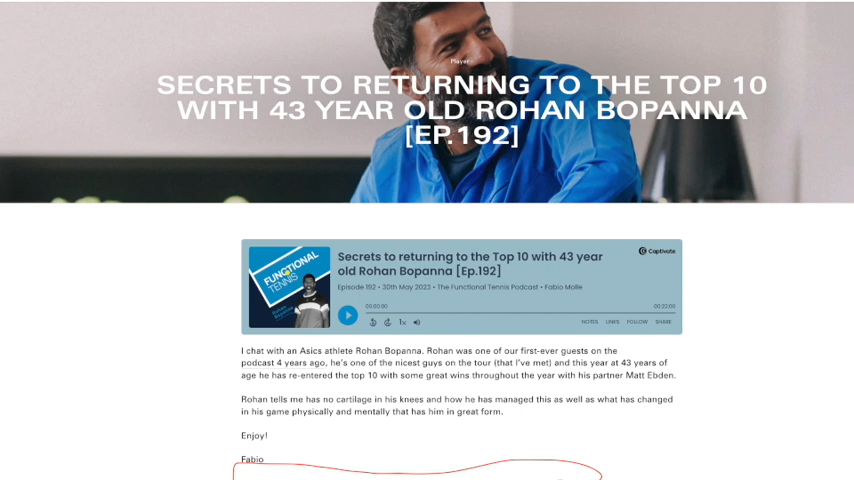 Player
SECRETS TO RETURNING TO THE TOP 10
WITH 43 YEAR OLD ROHAN BOPANNA
[EP.192]
Captivate
FUNCTIONAL
TENNIS
Rohan
Bopanna
Secrets to returning to the Top 10 with 43 year
old Rohan Bopanna [Ep.192]
Episode 192 • 30th May 2023 • The Functional Tennis Podcast • Fabio Molle
00:00:00
00:22:00
1x
NOTES LINKS FOLLOW SHARE
I chat with an Asics athlete Rohan Bopanna. Rohan was one of our first-ever guests on the
podcast 4 years ago, he's one of the nicest guys on the tour (that I've met) and this year at 43 years of
age he has re-entered the top 10 with some great wins throughout the year with his partner Matt Ebden.
Rohan tells me has no cartilage in his knees and how he has managed this as well as what has changed
in his game physically and mentally that has him in great form.
Enjoy!
Fabio